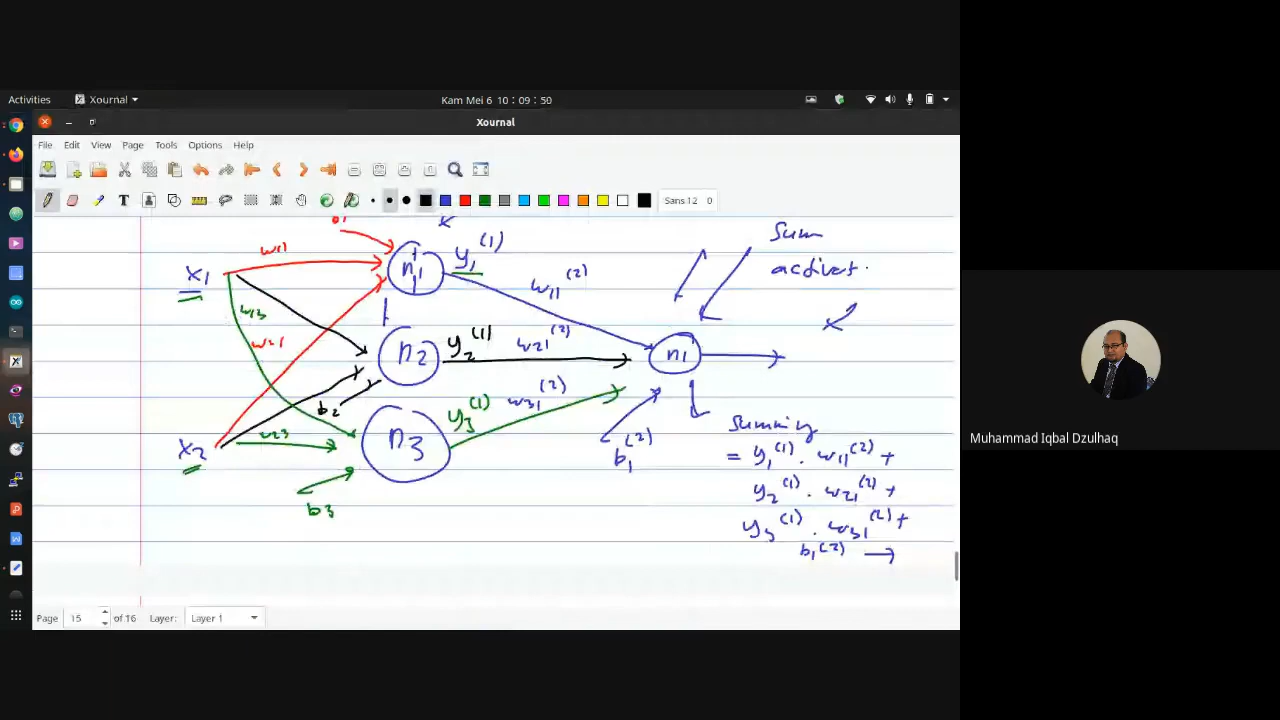 Activities Xournal Kam Mei 6 10:09:50
Xournal
File Edit View Page Tools Options Help
Sans 12 0
Sum
activat.
w11
x1
n1
y1(1)
w11(2)
w13
w21
n2
y2(1)
w21(2)
n1
b2
w31(2)
y3(1)
x2
w23
n3
b1(2)
b3
Summing
= y1(1) . w11(2) +
y2(1) . w21(2) +
y3(1) . w31(2) +
b1(2) →
Muhammad Iqbal Dzulhaq
Page 15 of 16 Layer: Layer 1